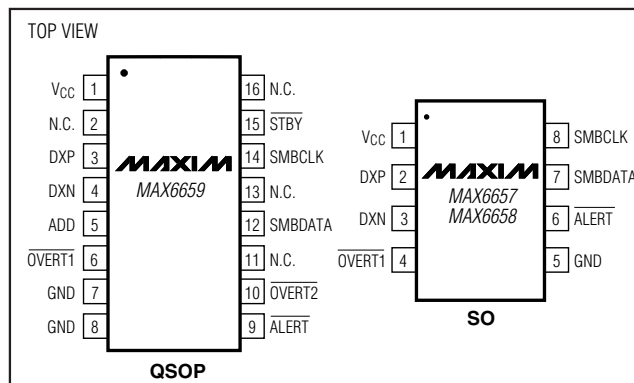 TOP VIEW
VCC 1
N.C. 2
DXP 3
DXN 4
ADD 5
OVERT1 6
GND 7
GND 8
MAXIM
MAX6659
16 N.C.
15 STBY
14 SMBCLK
13 N.C.
12 SMBDATA
11 N.C.
10 OVERT2
9 ALERT
QSOP
VCC 1
DXP 2
DXN 3
OVERT1 4
MAXIM
MAX6657
MAX6658
8 SMBCLK
7 SMBDATA
6 ALERT
5 GND
SO